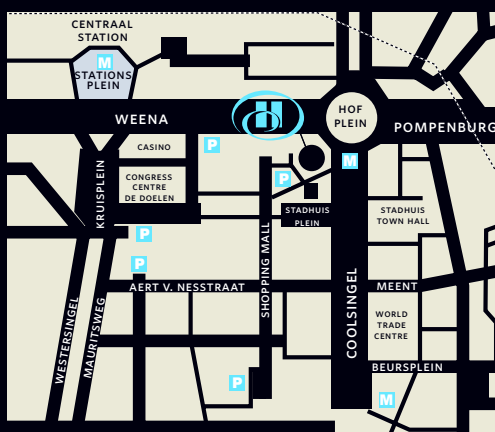 CENTRAAL
STATION
M
STATIONS
PLEIN
H
HOF
PLEIN
WEENA
POMPENBURG
P
CASINO
M
CONGRESS
CENTRE
DE DOELEN
P
KRUISPLEIN
STADHUIS
PLEIN
STADHUIS
TOWN HALL
P
SHOPPING MALL
P
COOLSINGEL
AERT V. NESSTRAAT
MEENT
WESTERSINGEL
MAURITSWEG
WORLD
TRADE
CENTRE
BEURSPLEIN
P
M